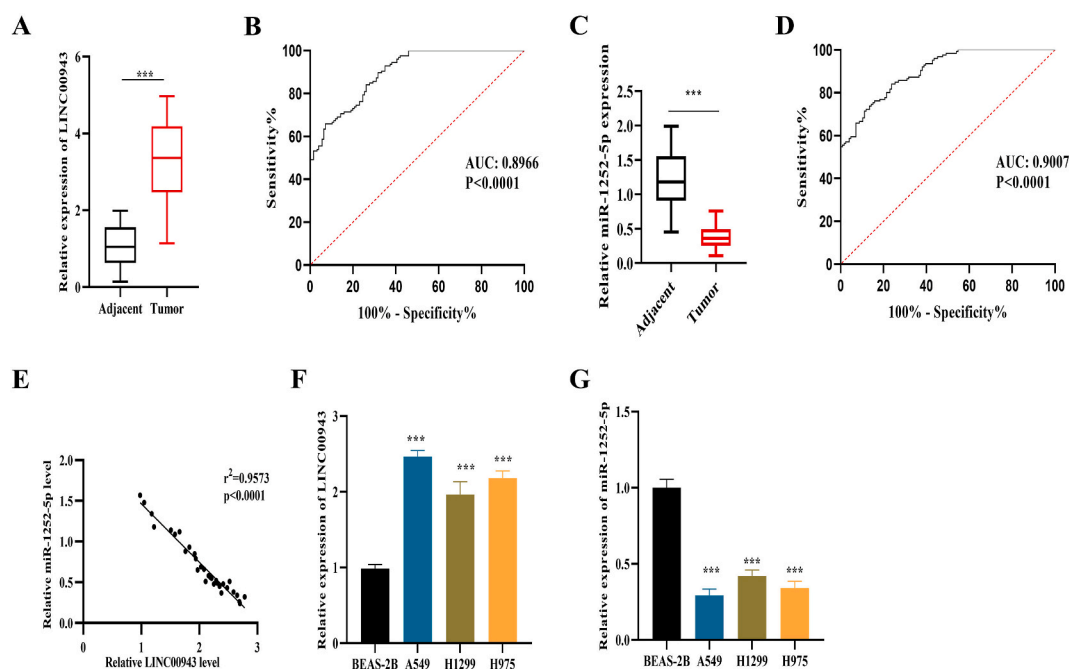 A
Relative expression of LINC00943
6
4
2
0
***
Adjacent
Tumor
B
Sensitivity%
100
80
60
40
20
0
AUC: 0.8966
P<0.0001
0 20 40 60 80 100
100% - Specificity%
C
Relative miR-1252-5p expression
2.5
2.0
1.5
1.0
0.5
0.0
***
Adjacent
Tumor
D
Sensitivity%
100
80
60
40
20
0
AUC: 0.9007
P<0.0001
0 20 40 60 80 100
100% - Specificity%
E
Relative miR-1252-5p level
2.0
1.5
1.0
0.5
0.0
r²=0.9573
p<0.0001
0 1 2 3
Relative LINC00943 level
F
Relative expression of LINC00943
3
2
1
0
*** *** ***
BEAS-2B A549 H1299 H975
G
Relative expression of miR-1252-5p
1.5
1.0
0.5
0.0
*** *** ***
BEAS-2B A549 H1299 H975